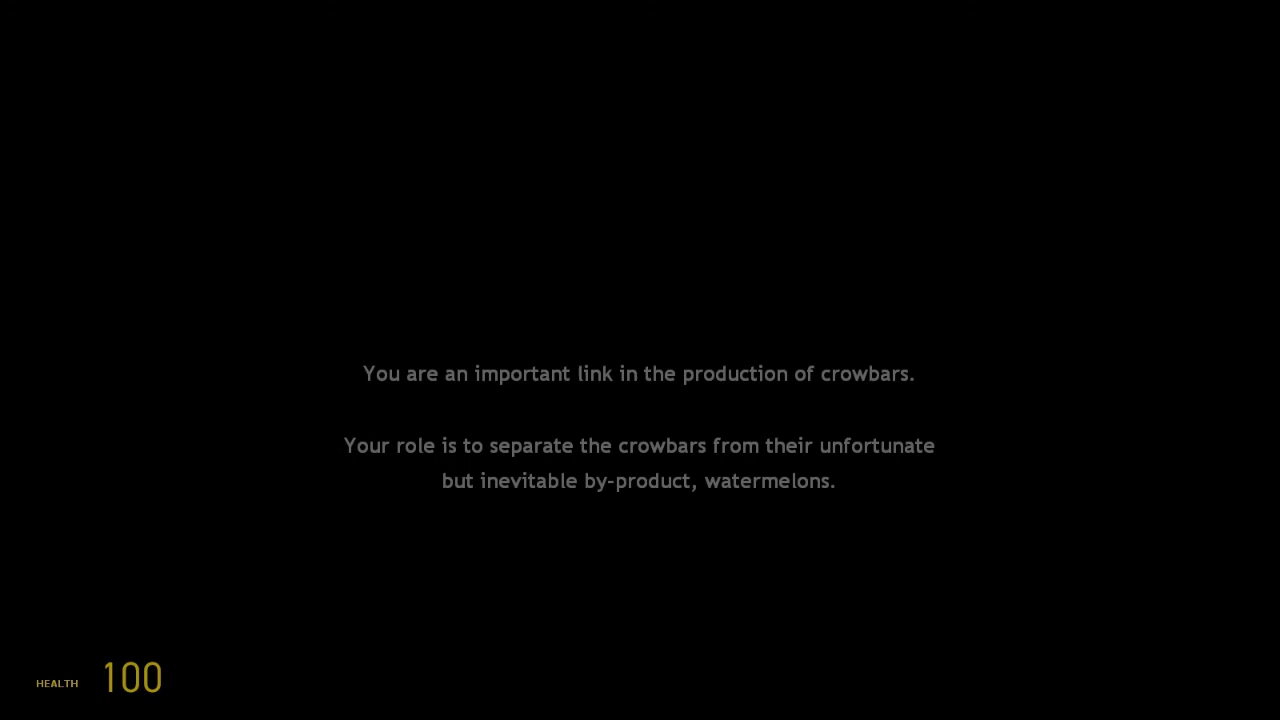 You are an important link in the production of crowbars.
Your role is to separate the crowbars from their unfortunate
but inevitable by-product, watermelons.
HEALTH 100